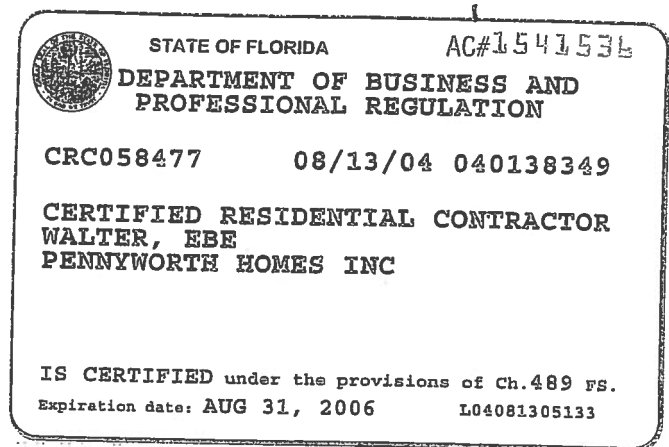 STATE OF FLORIDA AC#1541536
DEPARTMENT OF BUSINESS AND
PROFESSIONAL REGULATION
CRC058477 08/13/04 040138349
CERTIFIED RESIDENTIAL CONTRACTOR
WALTER, EBE
PENNYWORTH HOMES INC
IS CERTIFIED under the provisions of Ch.489 FS.
Expiration date: AUG 31, 2006 L04081305133